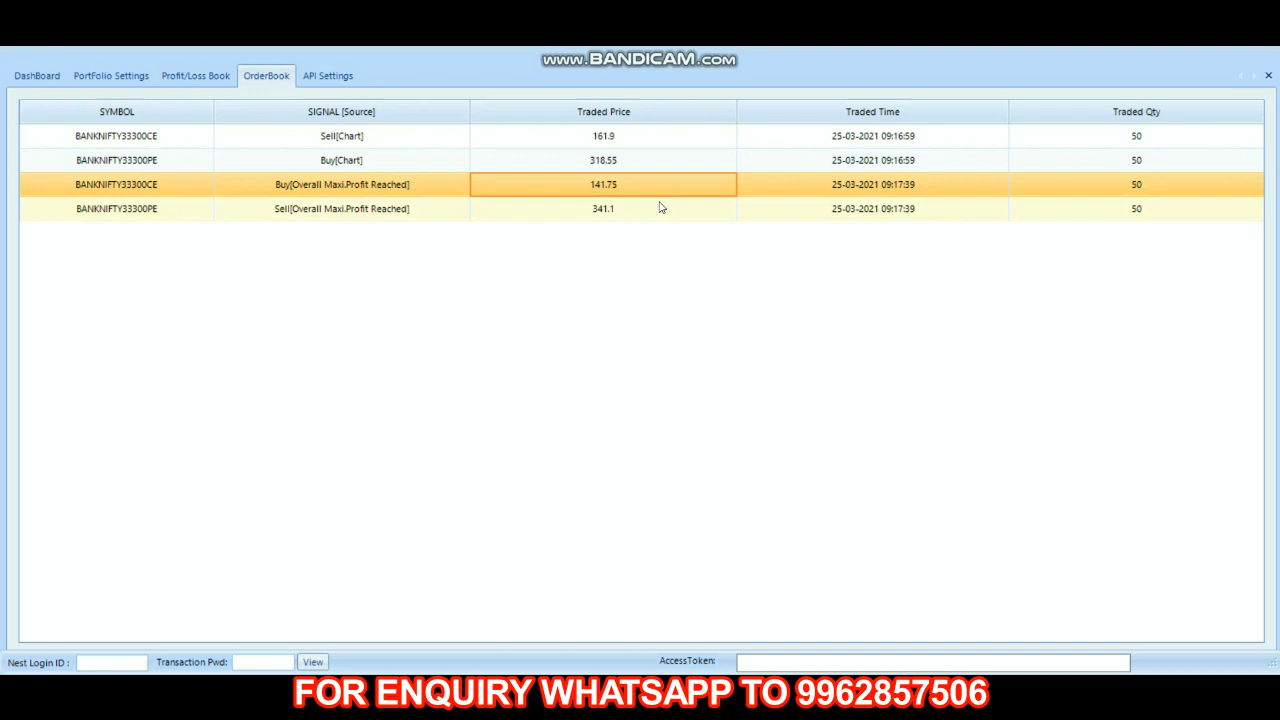 www.BANDICAM.com
DashBoard PortFolio Settings Profit/Loss Book OrderBook API Settings
SYMBOL SIGNAL [Source] Traded Price Traded Time Traded Qty
BANKNIFTY33300CE Sell[Chart] 161.9 25-03-2021 09:16:59 50
BANKNIFTY33300PE Buy[Chart] 318.55 25-03-2021 09:16:59 50
BANKNIFTY33300CE Buy[Overall Maxi.Profit Reached] 141.75 25-03-2021 09:17:39 50
BANKNIFTY33300PE Sell[Overall Maxi.Profit Reached] 341.1 25-03-2021 09:17:39 50
Nest Login ID : Transaction Pwd: View AccessToken:
FOR ENQUIRY WHATSAPP TO 9962857506